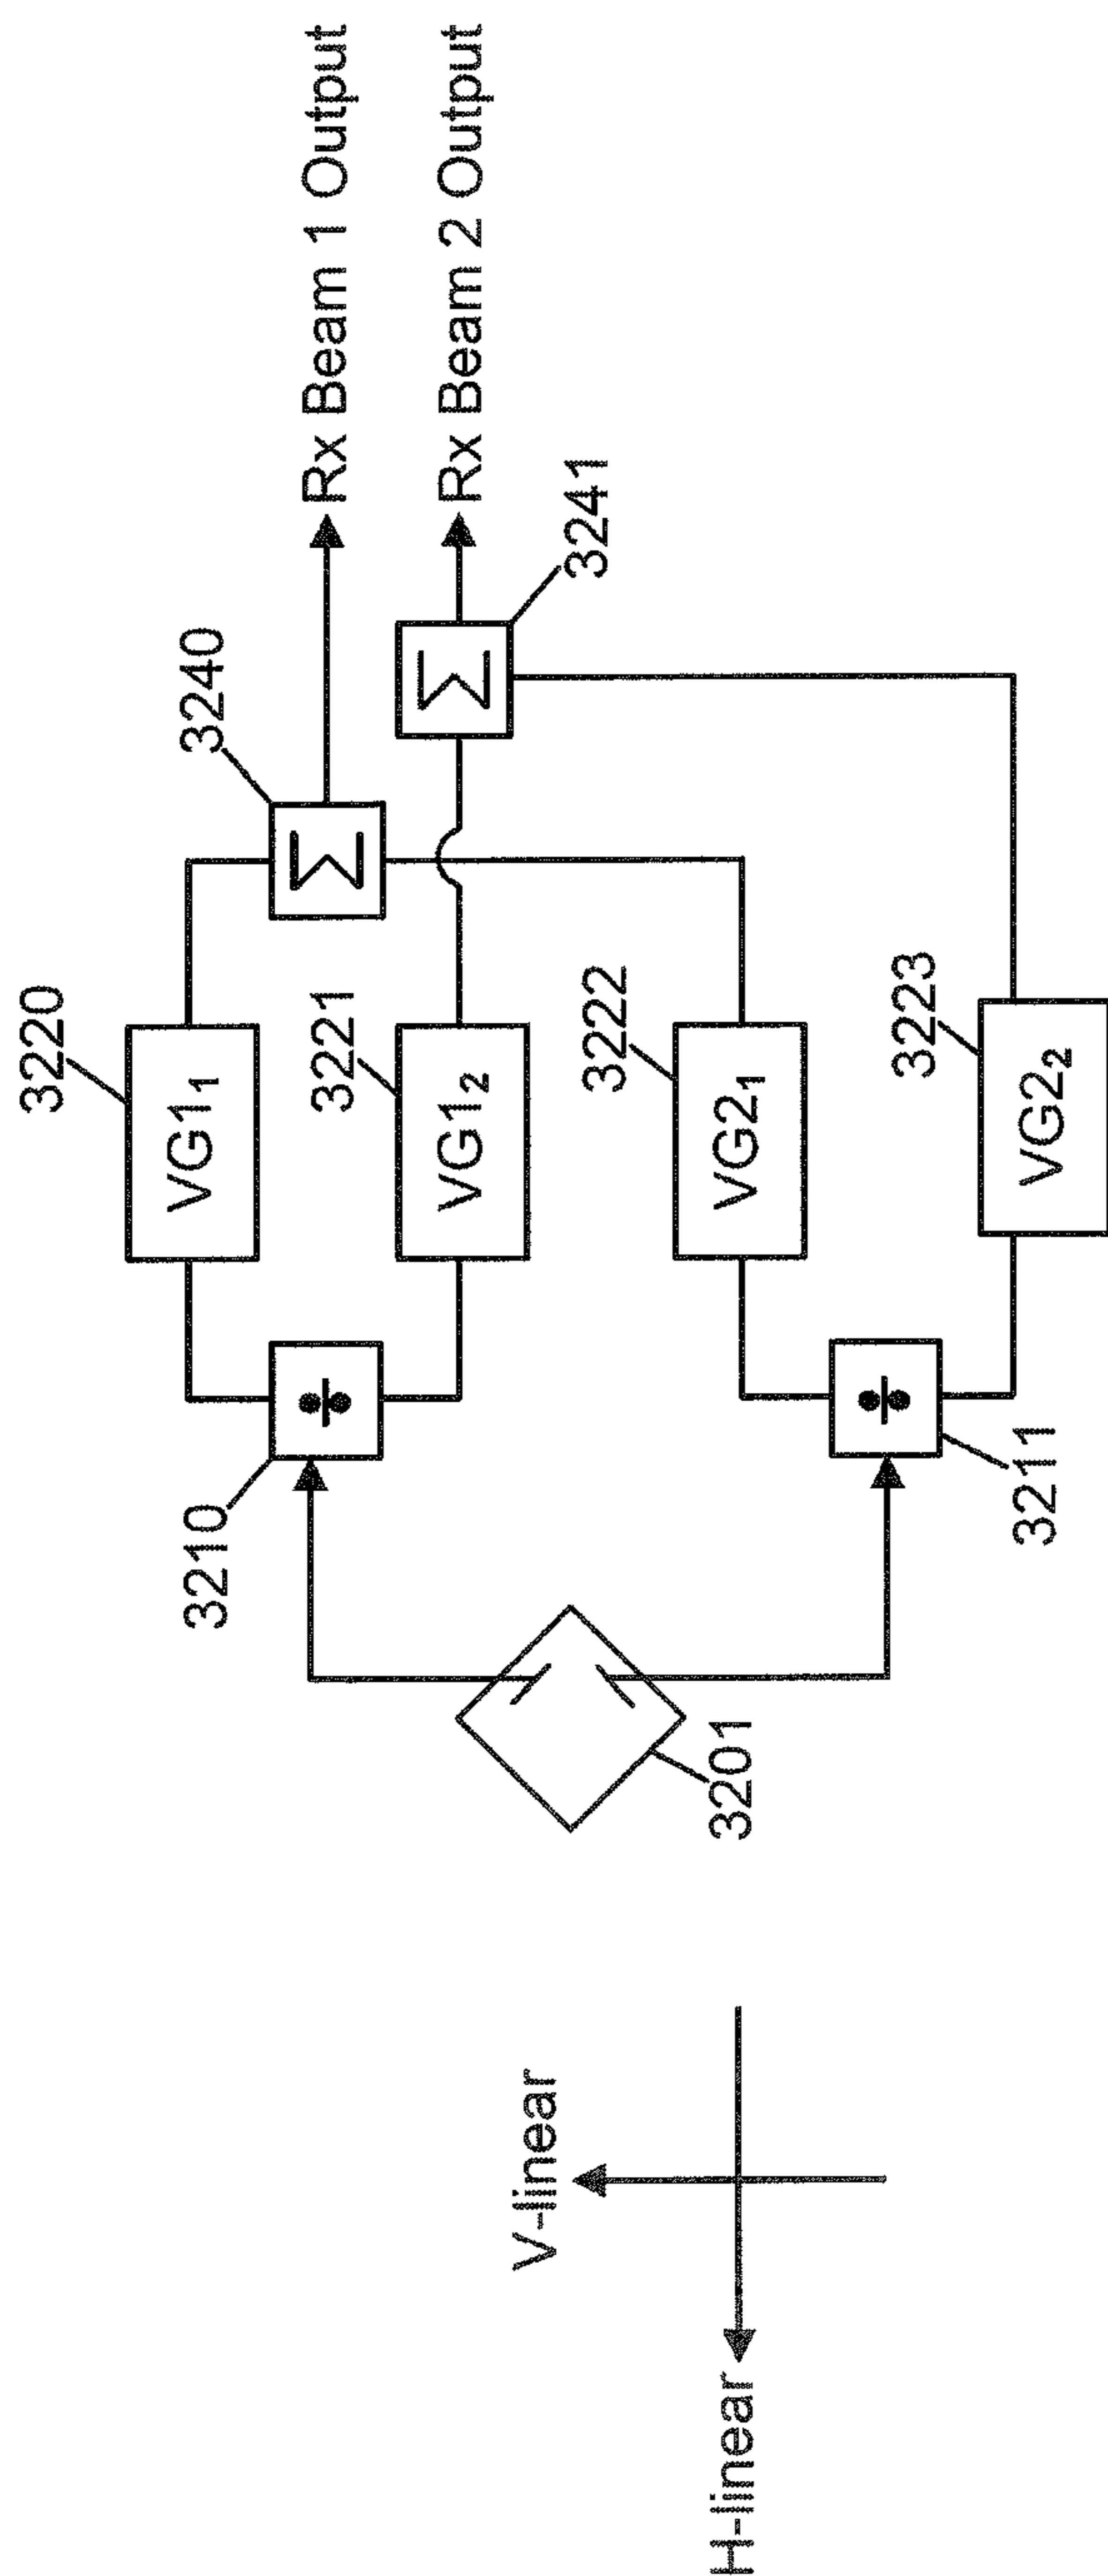 V-linear
H-linear
3201
3210
3211
3220
VG1₁
3221
VG1₂
3222
VG2₁
3223
VG2₂
÷
÷
3240
Σ
3241
Σ
Rx Beam 1 Output
Rx Beam 2 Output